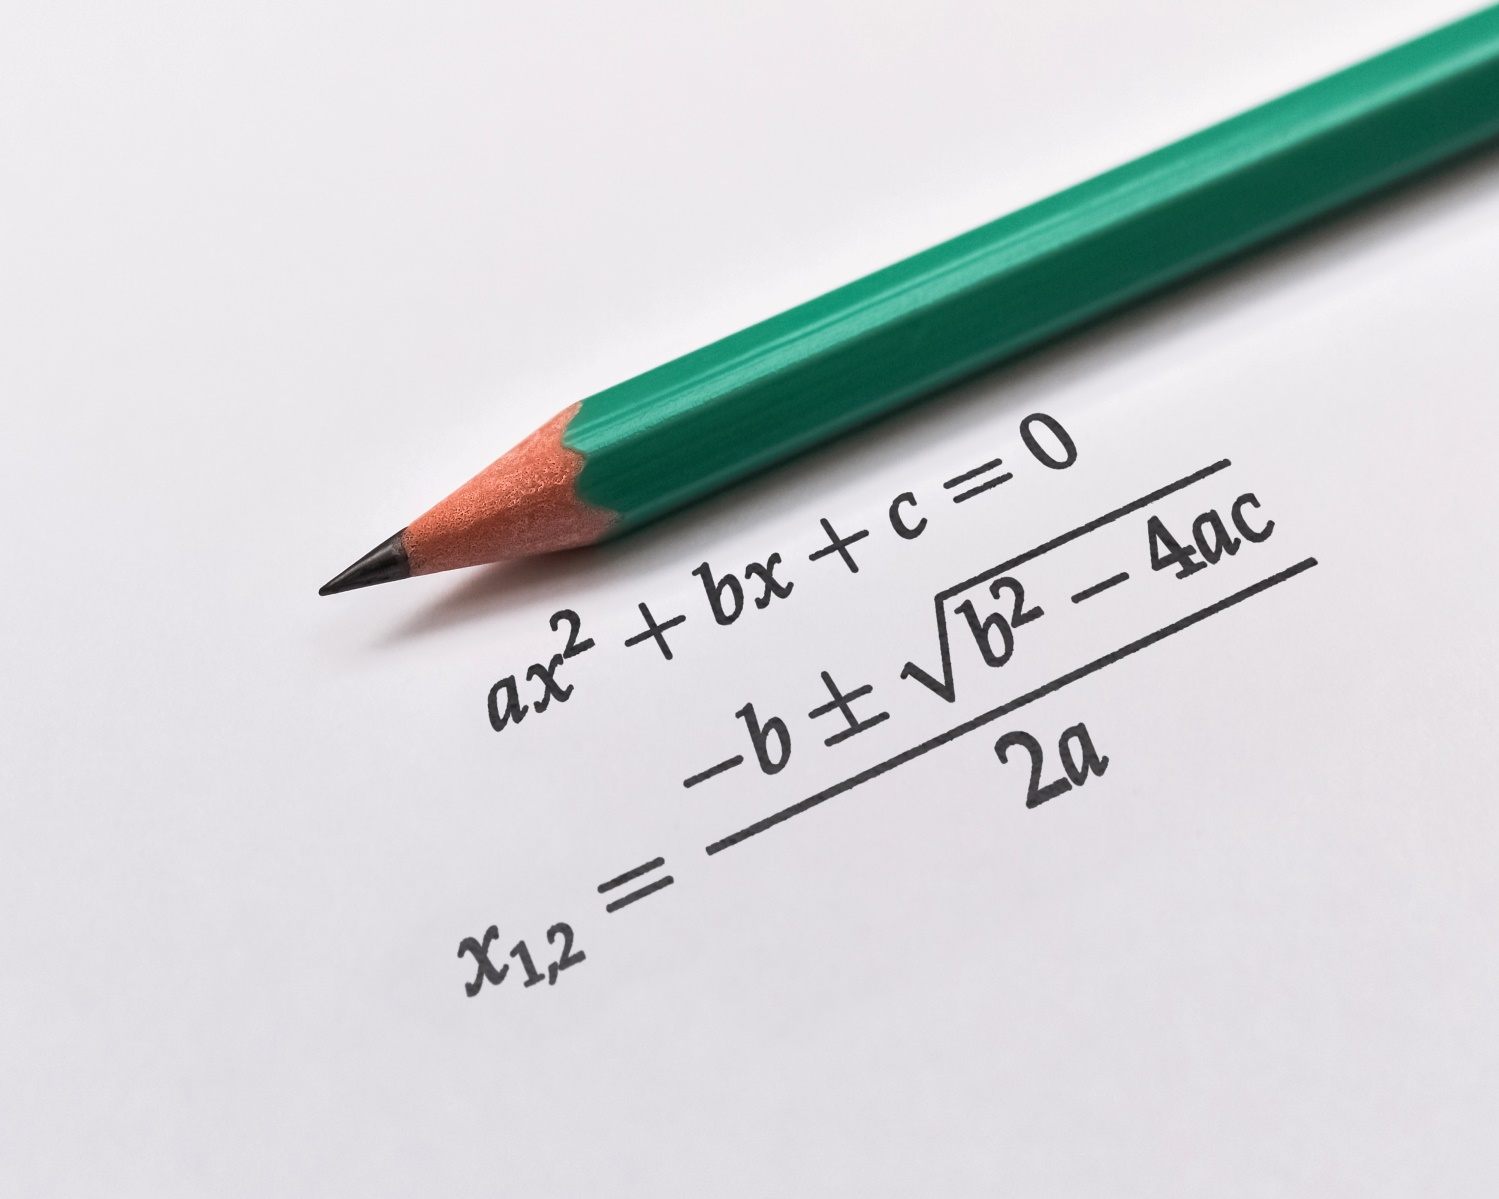 ax² + bx + c = 0
x₁,₂ = (-b ± √(b² - 4ac)) / 2a